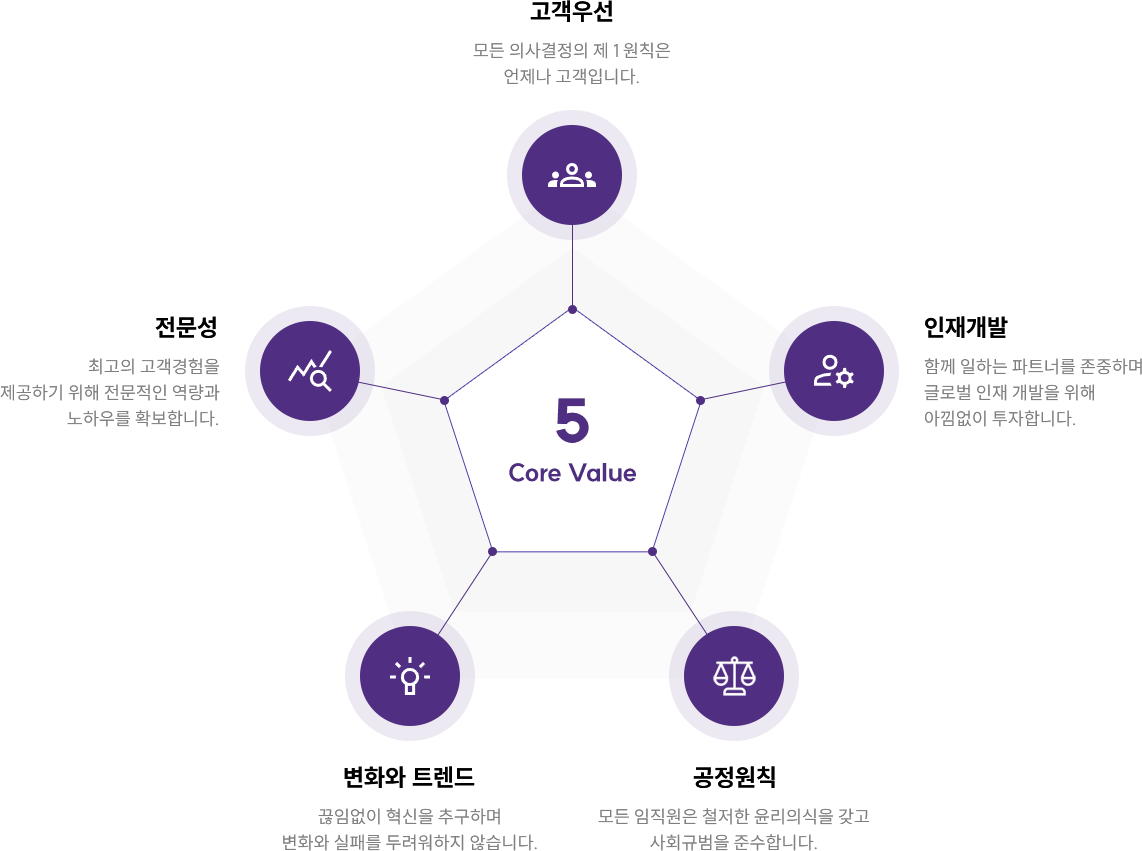 고객우선
모든 의사결정의 제 1원칙은
언제나 고객입니다.
전문성
최고의 고객경험을
제공하기 위해 전문적인 역량과
노하우를 확보합니다.
인재개발
함께 일하는 파트너를 존중하며
글로벌 인재 개발을 위해
아낌없이 투자합니다.
5
Core Value
변화와 트렌드
끊임없이 혁신을 추구하며
변화와 실패를 두려워하지 않습니다.
공정원칙
모든 임직원은 철저한 윤리의식을 갖고
사회규범을 준수합니다.